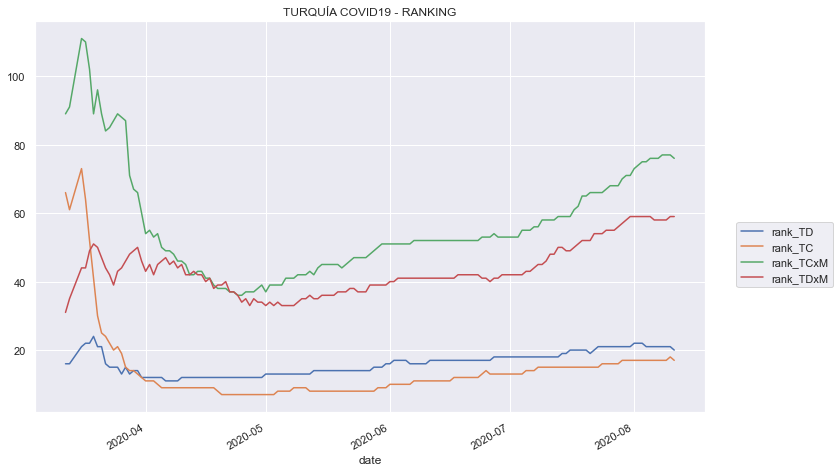 TURQUÍA COVID19 - RANKING
100
80
60
40
20
2020-04
2020-05
2020-06
2020-07
2020-08
date
rank_TD
rank_TC
rank_TCxM
rank_TDxM